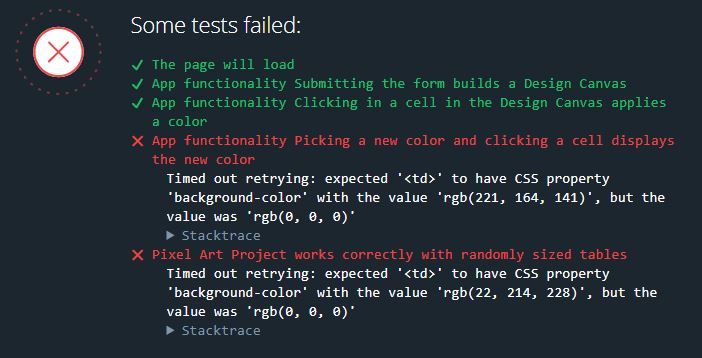 Some tests failed:
✓ The page will load
✓ App functionality Submitting the form builds a Design Canvas
✓ App functionality Clicking in a cell in the Design Canvas applies
a color
✕ App functionality Picking a new color and clicking a cell displays
the new color
Timed out retrying: expected '<td>' to have CSS property
'background-color' with the value 'rgb(221, 164, 141)', but the
value was 'rgb(0, 0, 0)'
▶ Stacktrace
✕ Pixel Art Project works correctly with randomly sized tables
Timed out retrying: expected '<td>' to have CSS property
'background-color' with the value 'rgb(22, 214, 228)', but the
value was 'rgb(0, 0, 0)'
▶ Stacktrace